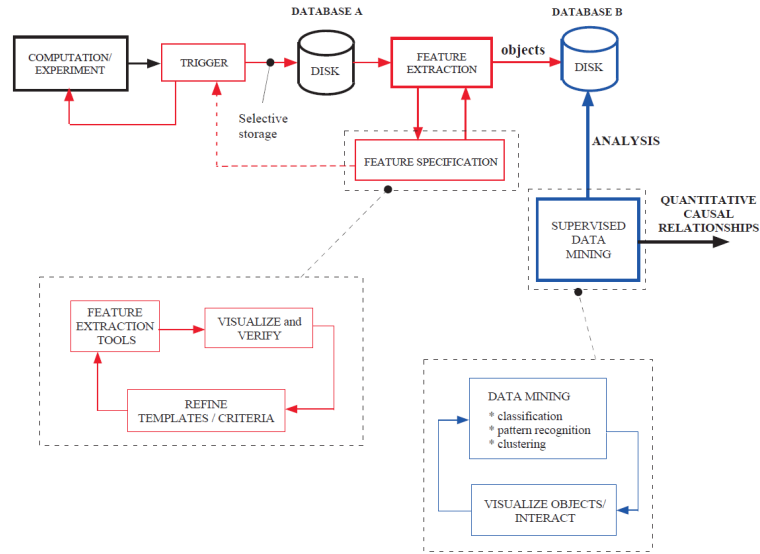 DATABASE A
DATABASE B
COMPUTATION/
EXPERIMENT
TRIGGER
DISK
FEATURE
EXTRACTION
objects
DISK
Selective
storage
FEATURE SPECIFICATION
ANALYSIS
SUPERVISED
DATA
MINING
QUANTITATIVE
CAUSAL
RELATIONSHIPS
FEATURE
EXTRACTION
TOOLS
VISUALIZE and
VERIFY
REFINE
TEMPLATES / CRITERIA
DATA MINING
* classification
* pattern recognition
* clustering
VISUALIZE OBJECTS/
INTERACT